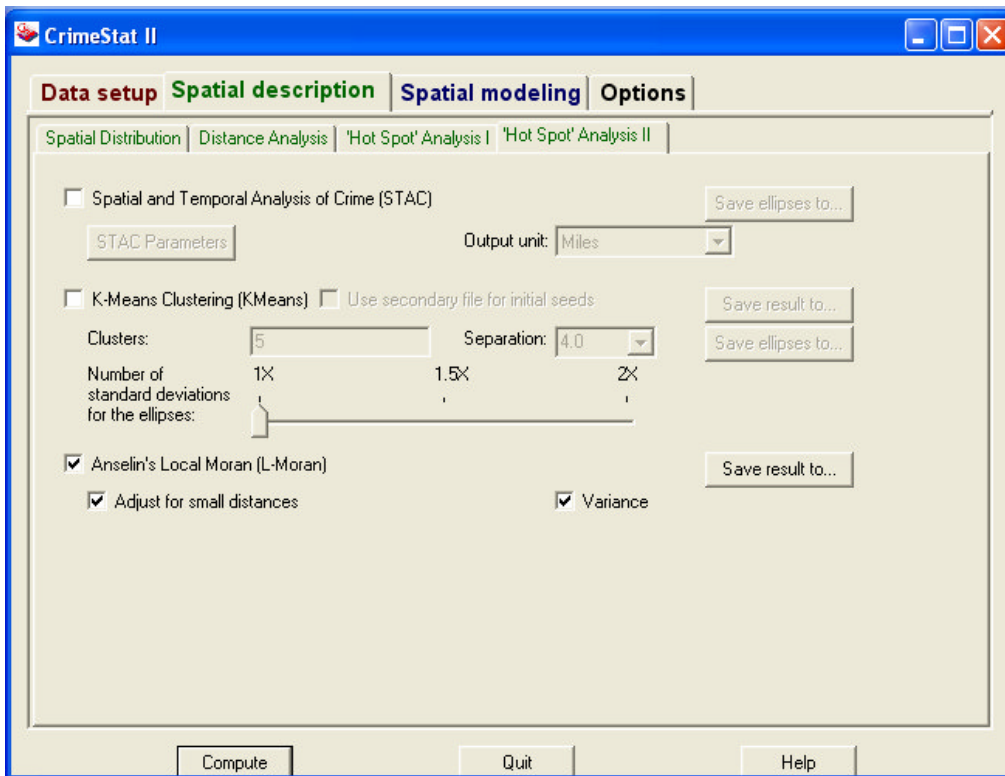 CrimeStat II
Data setup Spatial description Spatial modeling Options
Spatial Distribution Distance Analysis 'Hot Spot' Analysis I 'Hot Spot' Analysis II
Spatial and Temporal Analysis of Crime (STAC) Save ellipses to...
STAC Parameters Output unit: Miles
K-Means Clustering (KMeans) Use secondary file for initial seeds Save result to...
Clusters: 5 Separation: 4.0 Save ellipses to...
Number of 1X 1.5X 2X
standard deviations
for the ellipses:
Anselin's Local Moran (L-Moran) Save result to...
Adjust for small distances Variance
Compute Quit Help